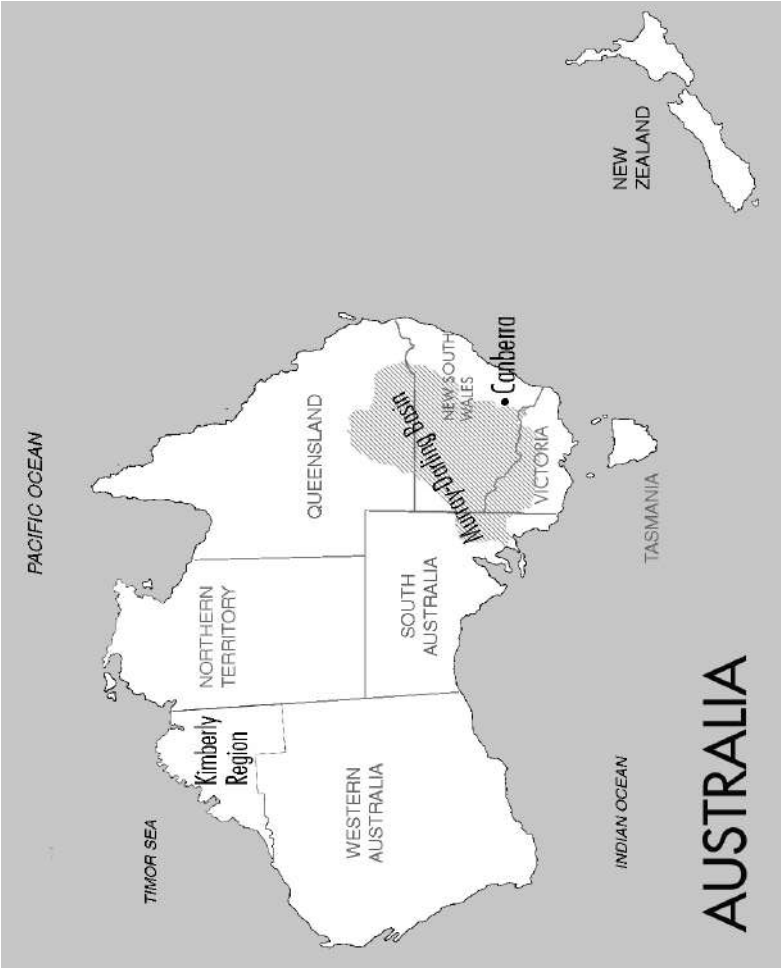 PACIFIC OCEAN
TIMOR SEA
Kimberly
Region
NORTHERN
TERRITORY
QUEENSLAND
WESTERN
AUSTRALIA
SOUTH
AUSTRALIA
Murray-Darling Basin
NEW SOUTH
WALES
Canberra
VICTORIA
TASMANIA
NEW
ZEALAND
INDIAN OCEAN
AUSTRALIA